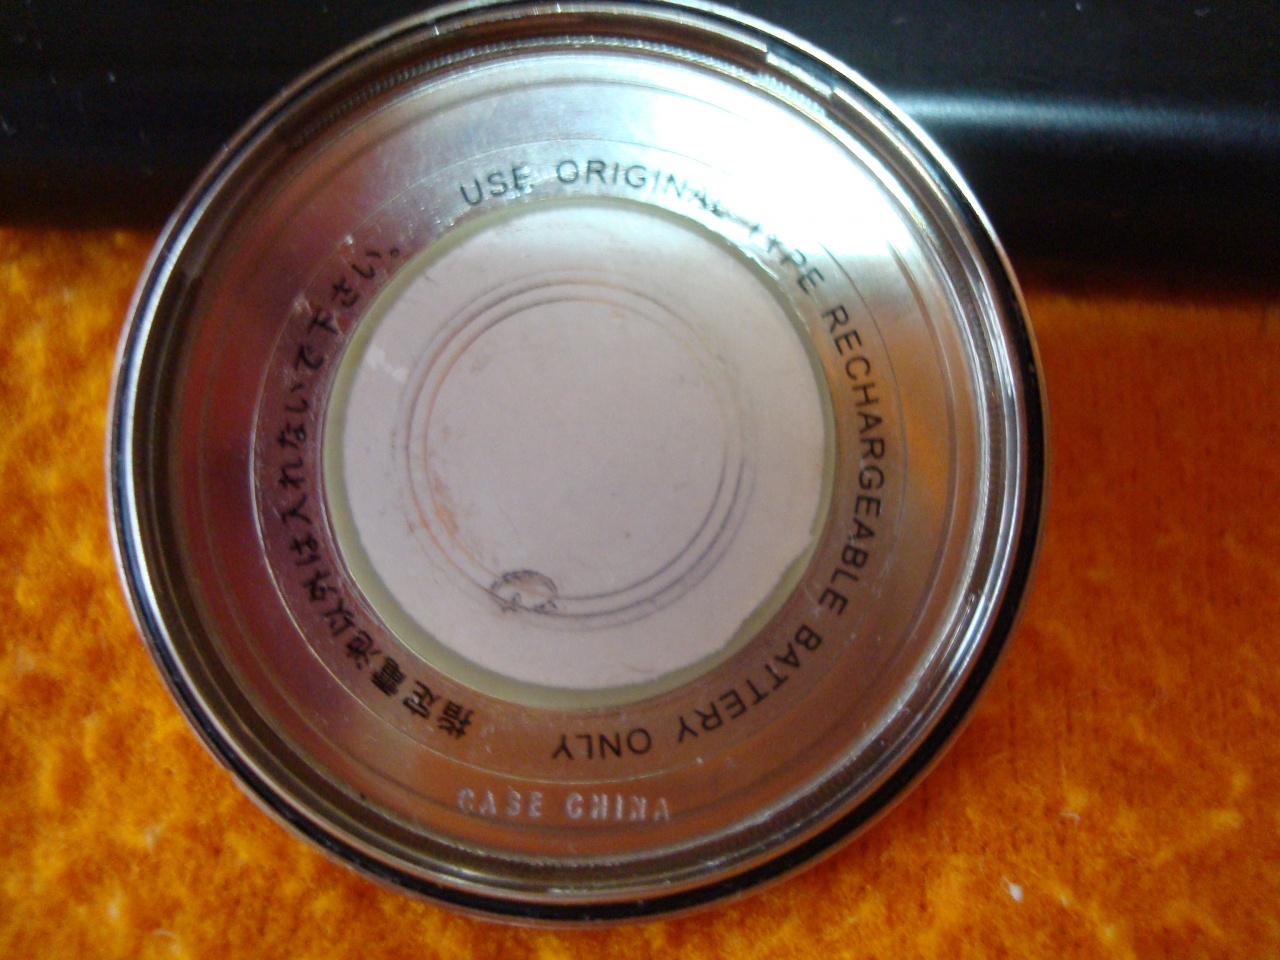 USE ORIGINAL TYPE RECHARGEABLE BATTERY ONLY
指定電池以外は入れないで下さい。
CASE CHINA